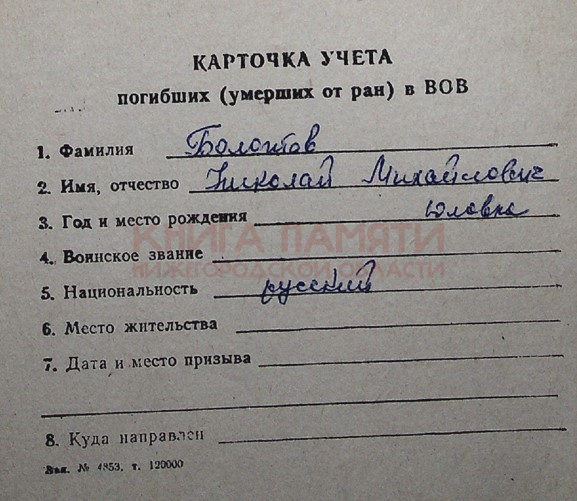 КАРТОЧКА УЧЕТА
погибших (умерших от ран) в ВОВ
1. Фамилия Болотов
2. Имя, отчество Николай Михайлович
3. Год и место рождения Юловка
КНИГА ПАМЯТИ
4. Воинское звание
НИЖЕГОРОДСКОЙ ОБЛАСТИ
5. Национальность русский
6. Место жительства
7. Дата и место призыва
8. Куда направлен
Зак. № 4853, т. 120000